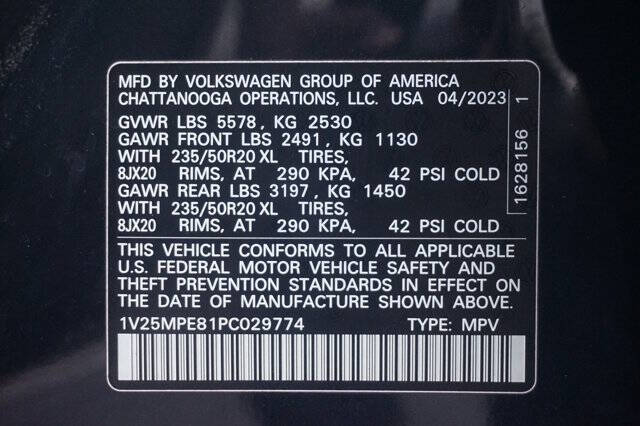 MFD BY VOLKSWAGEN GROUP OF AMERICA
CHATTANOOGA OPERATIONS, LLC. USA 04/2023
GVWR LBS 5578, KG 2530
GAWR FRONT LBS 2491, KG 1130
WITH 235/50R20 XL TIRES,
8JX20 RIMS, AT 290 KPA, 42 PSI COLD
GAWR REAR LBS 3197, KG 1450
WITH 235/50R20 XL TIRES,
8JX20 RIMS, AT 290 KPA, 42 PSI COLD
THIS VEHICLE CONFORMS TO ALL APPLICABLE
U.S. FEDERAL MOTOR VEHICLE SAFETY AND
THEFT PREVENTION STANDARDS IN EFFECT ON
THE DATE OF MANUFACTURE SHOWN ABOVE.
1V25MPE81PC029774 TYPE: MPV
1628156 1